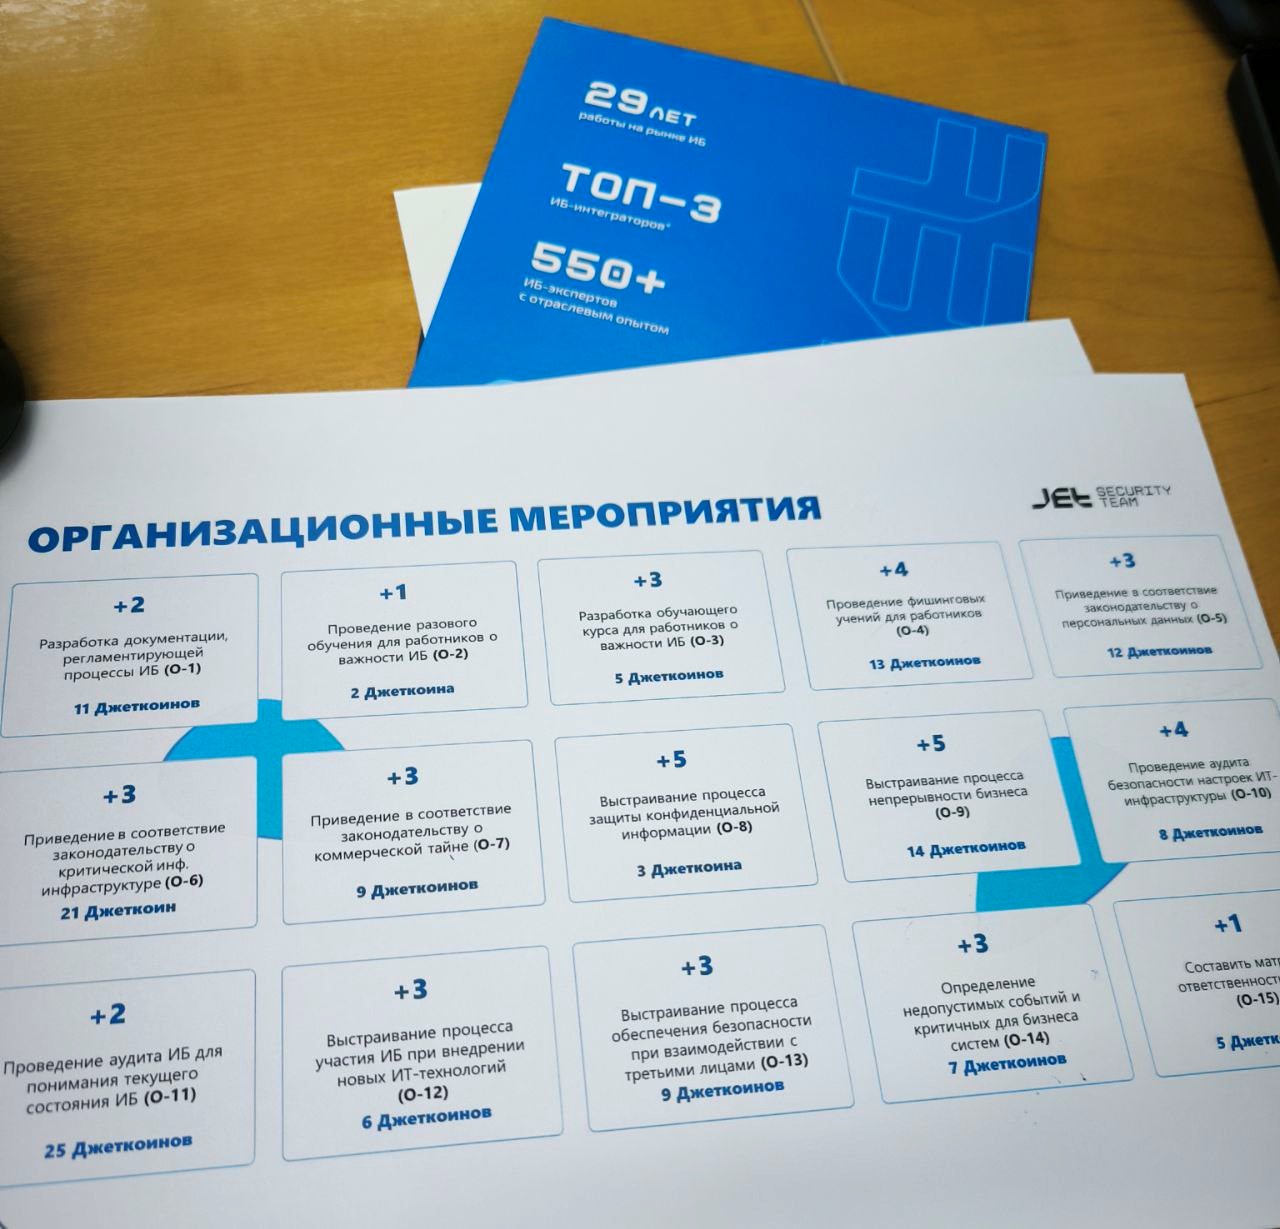 29 ЛЕТ
работы на рынке ИБ
ТОП-3
ИБ-интеграторов*
550+
ИБ-экспертов
с отраслевым опытом
ОРГАНИЗАЦИОННЫЕ МЕРОПРИЯТИЯ
JET SECURITY
TEAM
+2
Разработка документации,
регламентирующей
процессы ИБ (О-1)
11 Джеткоинов
+1
Проведение разового
обучения для работников о
важности ИБ (О-2)
2 Джеткоина
+3
Разработка обучающего
курса для работников о
важности ИБ (О-3)
5 Джеткоинов
+4
Проведение фишинговых
учений для работников
(О-4)
13 Джеткоинов
+3
Приведение в соответствие
законодательству о
персональных данных (О-5)
12 Джеткоинов
+3
Приведение в соответствие
законодательству о
критической инф.
инфраструктуре (О-6)
21 Джеткоин
+3
Приведение в соответствие
законодательству о
коммерческой тайне (О-7)
9 Джеткоинов
+5
Выстраивание процесса
защиты конфиденциальной
информации (О-8)
3 Джеткоина
+5
Выстраивание процесса
непрерывности бизнеса
(О-9)
14 Джеткоинов
+4
Проведение аудита
безопасности настроек ИТ-
инфраструктуры (О-10)
8 Джеткоинов
+2
Проведение аудита ИБ для
понимания текущего
состояния ИБ (О-11)
25 Джеткоинов
+3
Выстраивание процесса
участия ИБ при внедрении
новых ИТ-технологий
(О-12)
6 Джеткоинов
+3
Выстраивание процесса
обеспечения безопасности
при взаимодействии с
третьими лицами (О-13)
9 Джеткоинов
+3
Определение
недопустимых событий и
критичных для бизнеса
систем (О-14)
7 Джеткоинов
+1
Составить
(О-15)
5